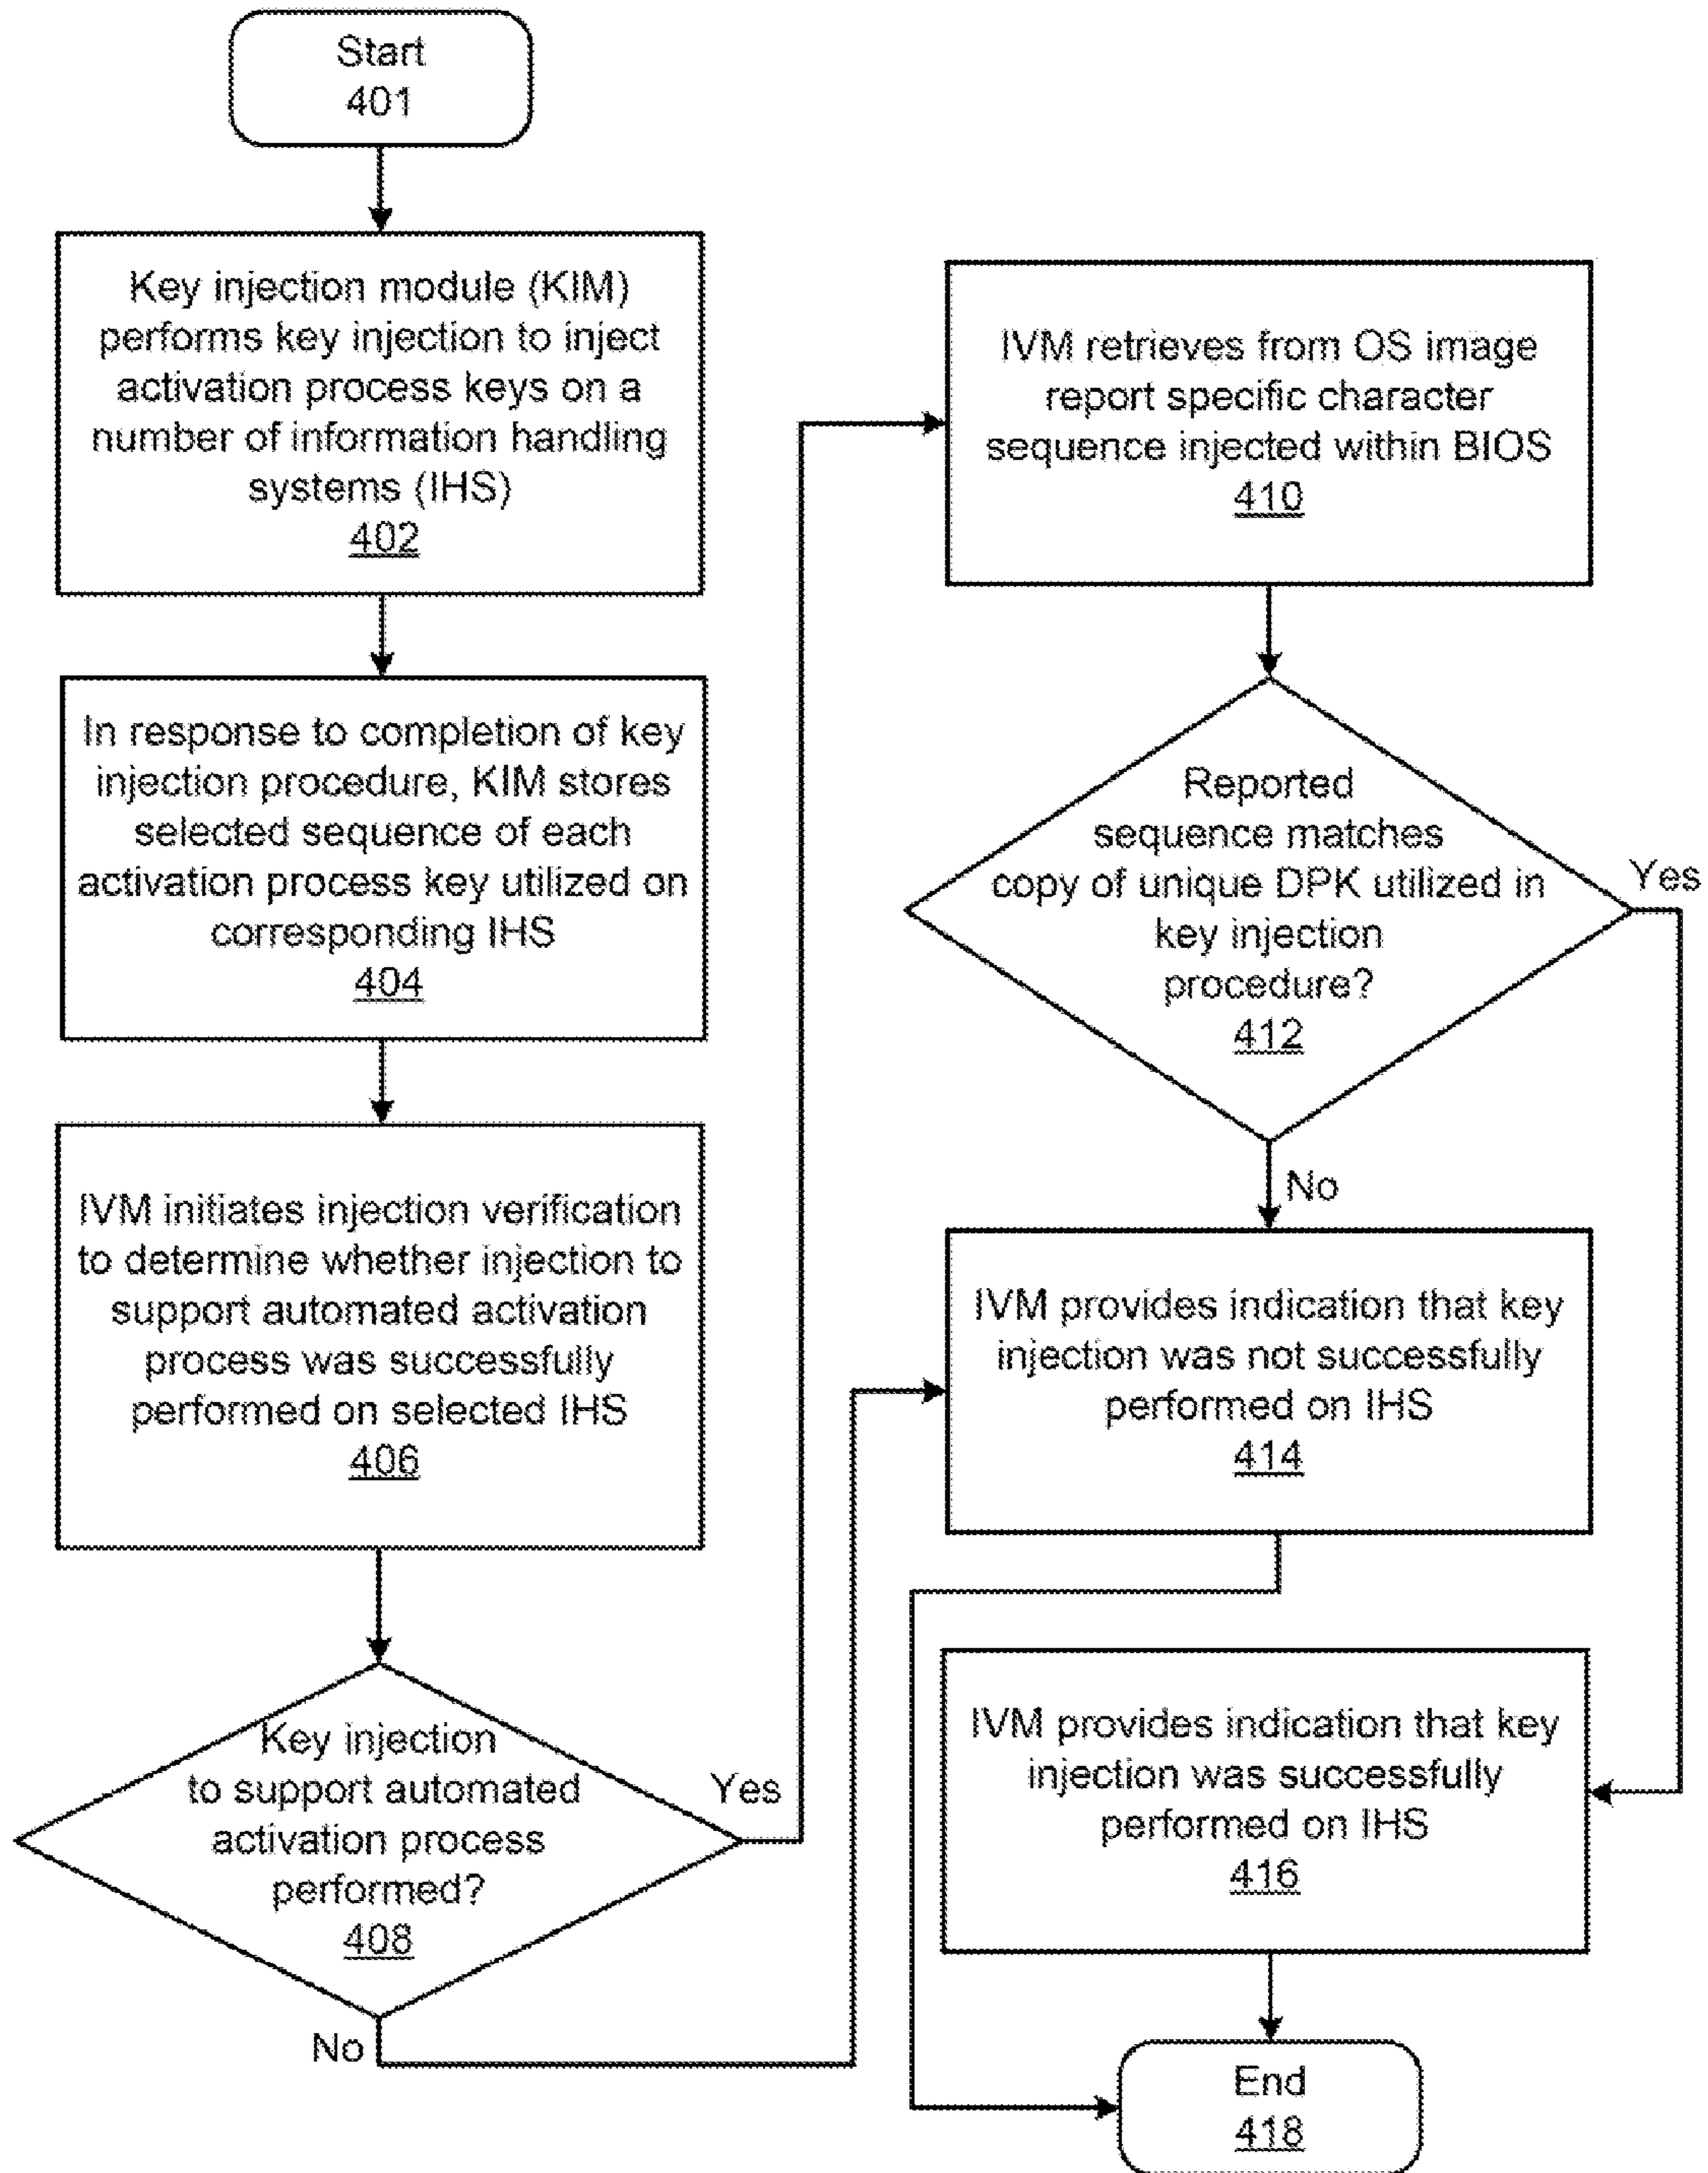 Start
401
Key injection module (KIM)
performs key injection to inject
activation process keys on a
number of information handling
systems (IHS)
402
In response to completion of key
injection procedure, KIM stores
selected sequence of each
activation process key utilized on
corresponding IHS
404
IVM initiates injection verification
to determine whether injection to
support automated activation
process was successfully
performed on selected IHS
406
Key injection
to support automated
activation process
performed?
408
Yes
No
IVM retrieves from OS image
report specific character
sequence injected within BIOS
410
Reported
sequence matches
copy of unique DPK utilized in
key injection
procedure?
412
Yes
No
IVM provides indication that key
injection was not successfully
performed on IHS
414
IVM provides indication that key
injection was successfully
performed on IHS
416
End
418